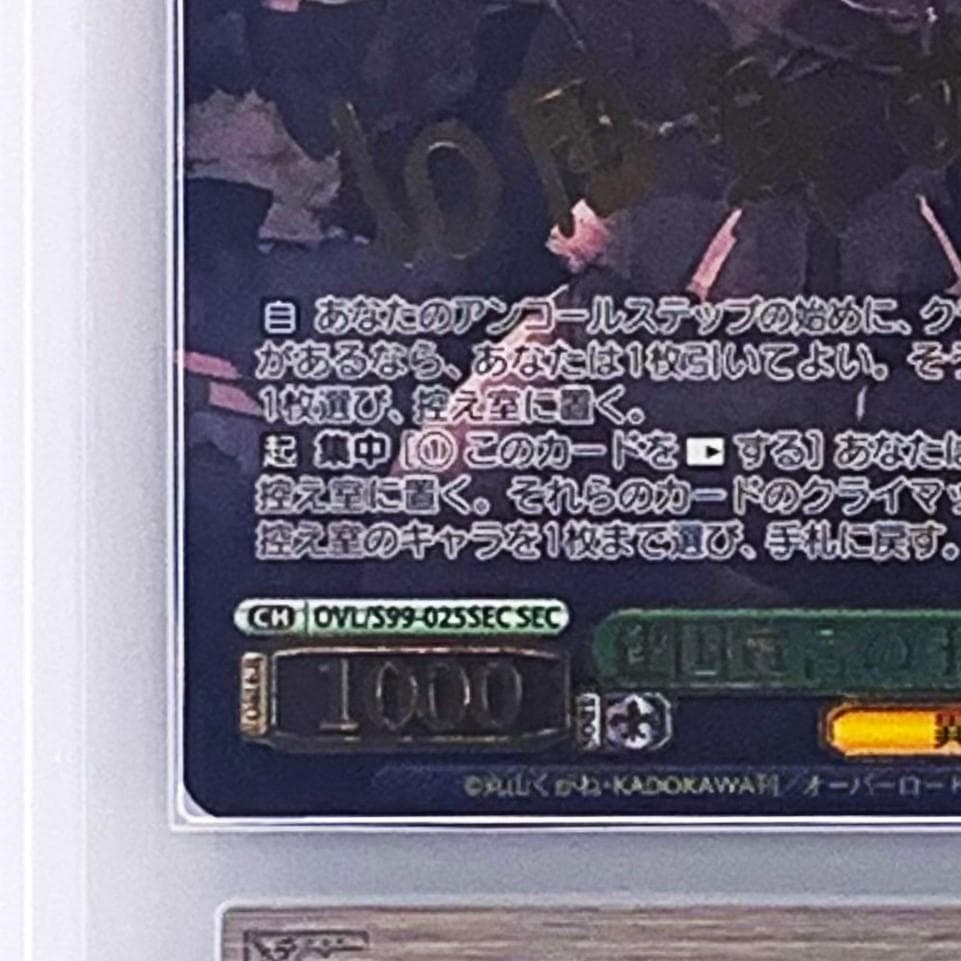 自 あなたのアンコールステップの始めに、ク
があるなら、あなたは1枚引いてよい。そ
1枚選び、控え室に置く。
起 集中 [① このカードを する] あなたは
控え室に置く。それらのカードのクライマッ
控え室のキャラを1枚まで選び、手札に戻す。
CH OVL/S99-025SEC SEC
POWER 1000
©丸山くがね・KADOKAWA刊／オーバーロード